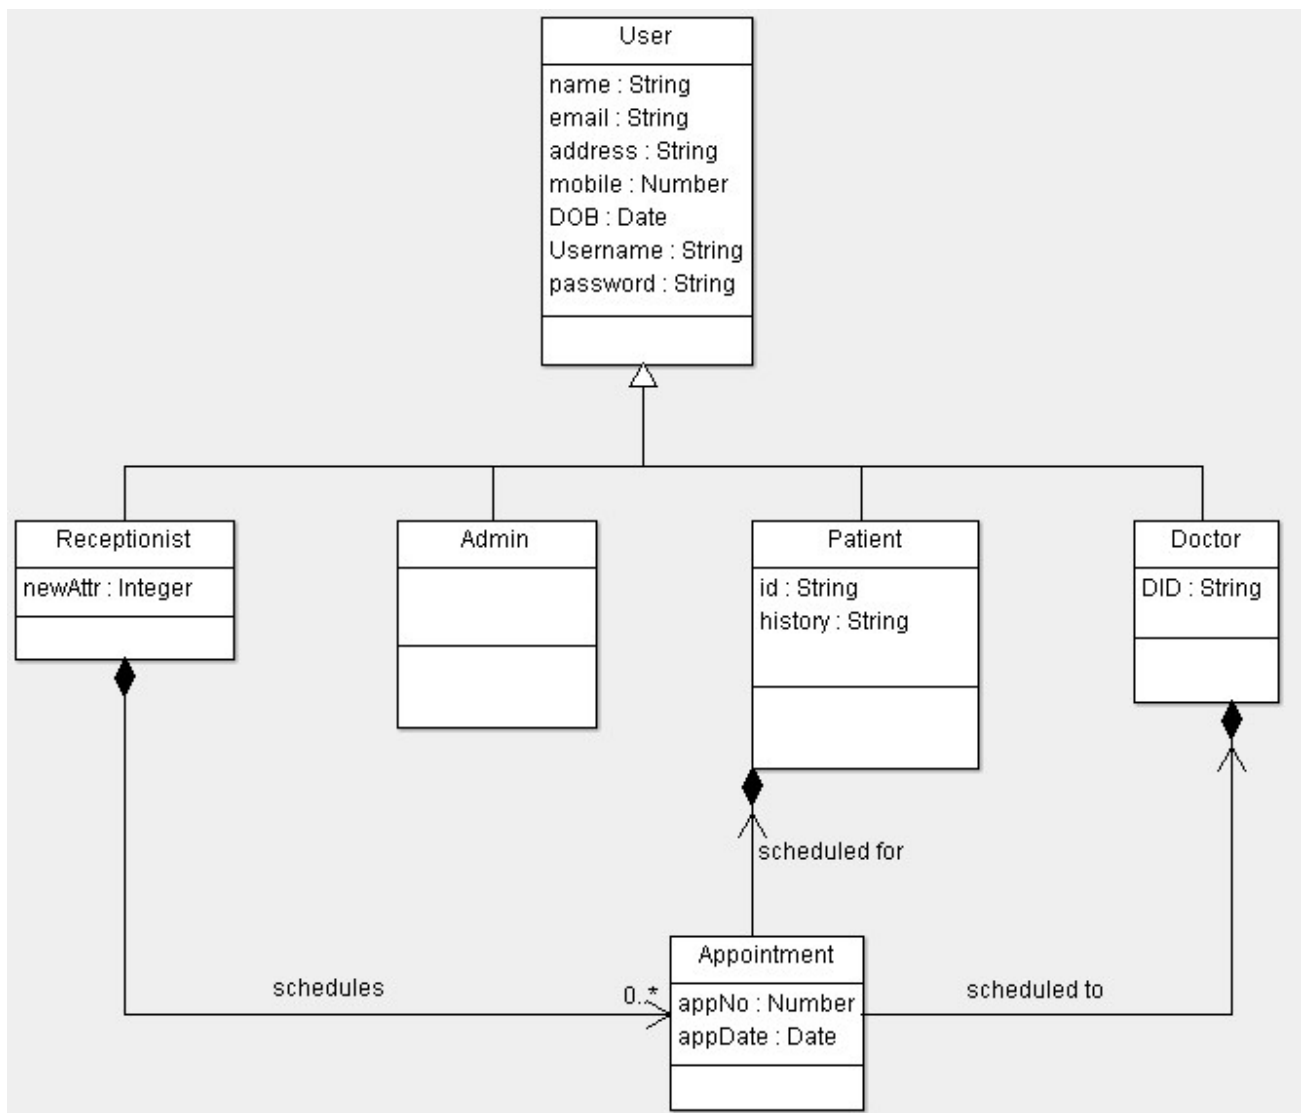 User
name : String
email : String
address : String
mobile : Number
DOB : Date
Username : String
password : String
Receptionist
newAttr : Integer
Admin
Patient
id : String
history : String
Doctor
DID : String
scheduled for
schedules
0..*
Appointment
appNo : Number
appDate : Date
scheduled to